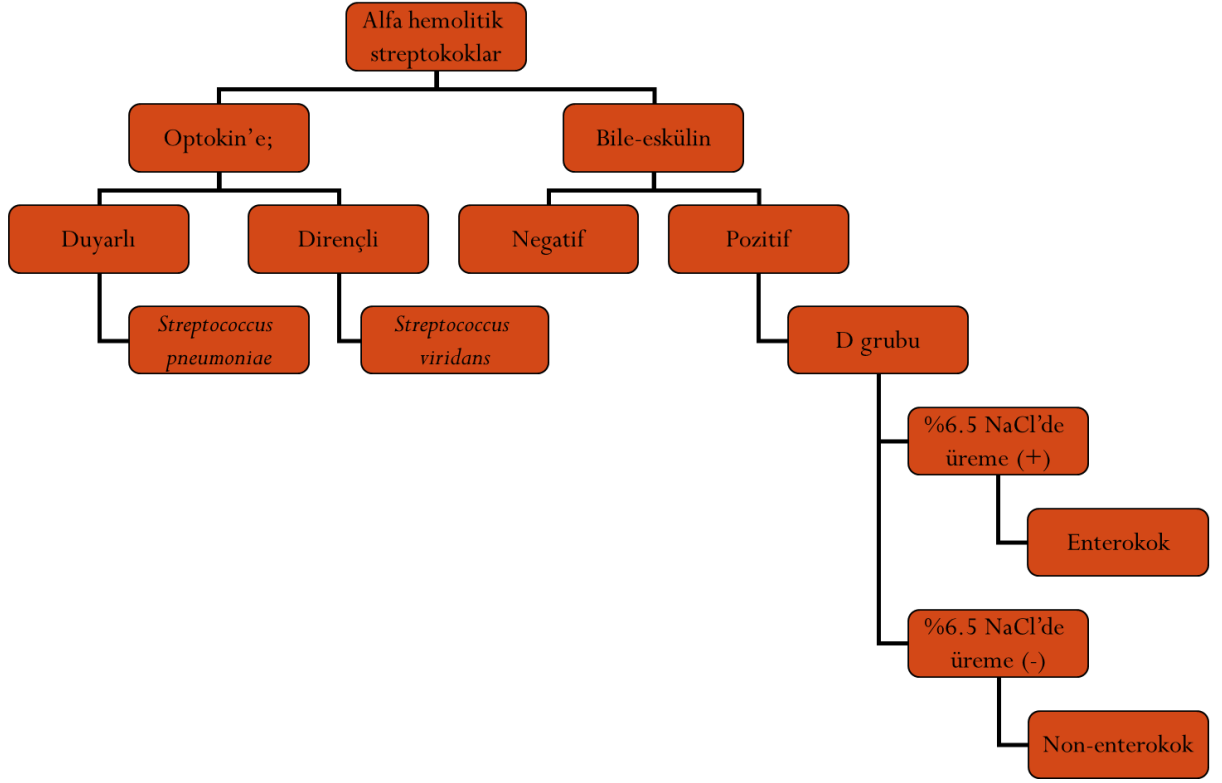 Alfa hemolitik
streptokoklar
Optokin’e;
Bile-eskülin
Duyarlı
Dirençli
Negatif
Pozitif
Streptococcus
pneumoniae
Streptococcus
viridans
D grubu
%6.5 NaCl’de
üreme (+)
Enterokok
%6.5 NaCl’de
üreme (-)
Non-enterokok